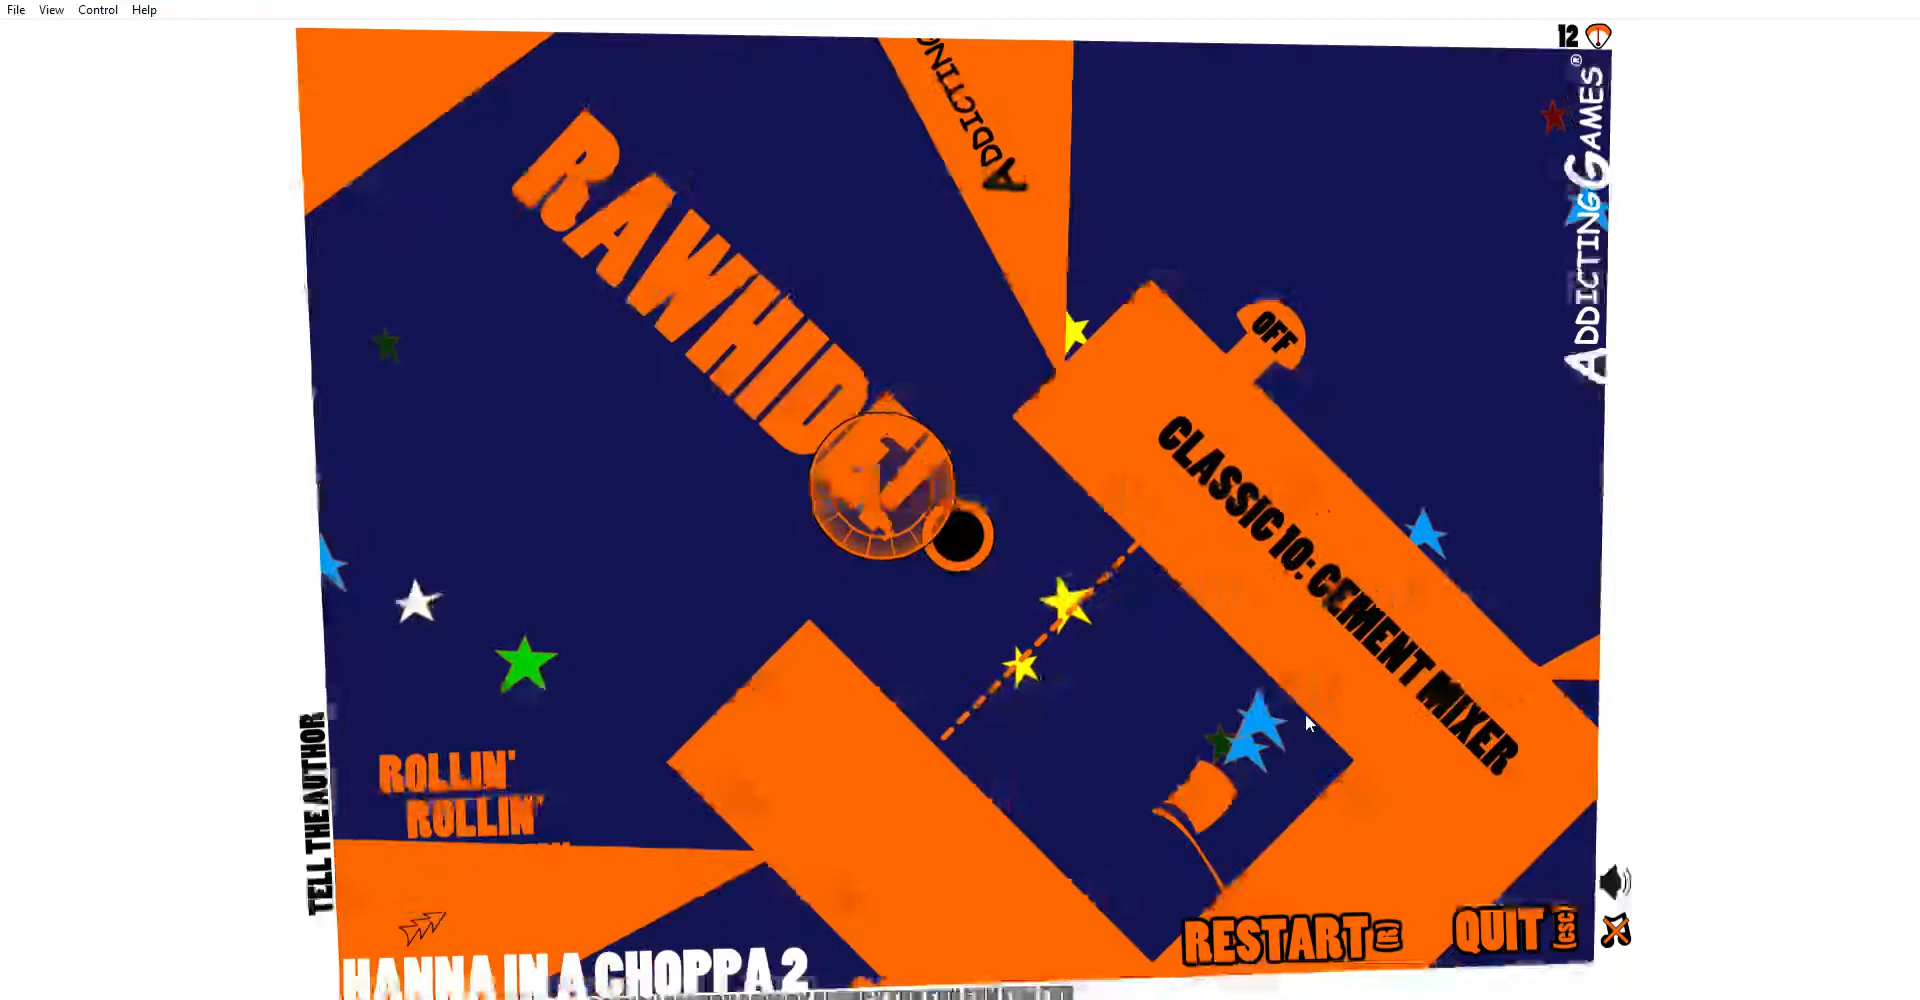 File View Control Help
12
ADDICTING
ADDICTINGGAMES®
RAWHIDE
OFF
CLASSIC 10: CEMENT MIXER
TELL THE AUTHOR
ROLLIN'
ROLLIN'
RESTART (R)
QUIT (ESC)
HANNA IN A CHOPPA 2